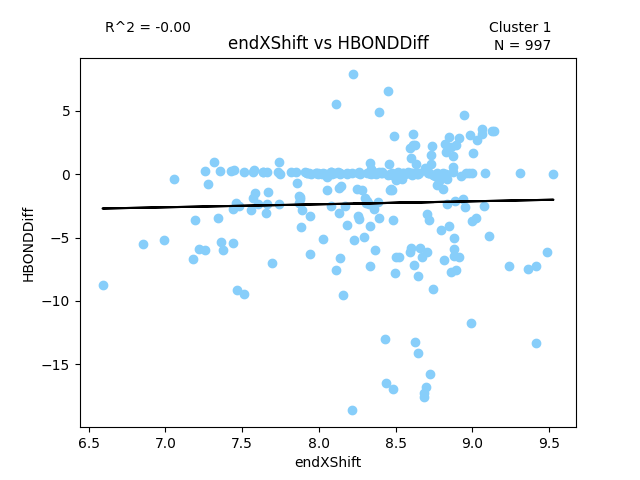 R^2 = -0.00
Cluster 1
endXShift vs HBONDDiff
N = 997
5
0
−5
−10
−15
HBONDDiff
6.5 7.0 7.5 8.0 8.5 9.0 9.5
endXShift